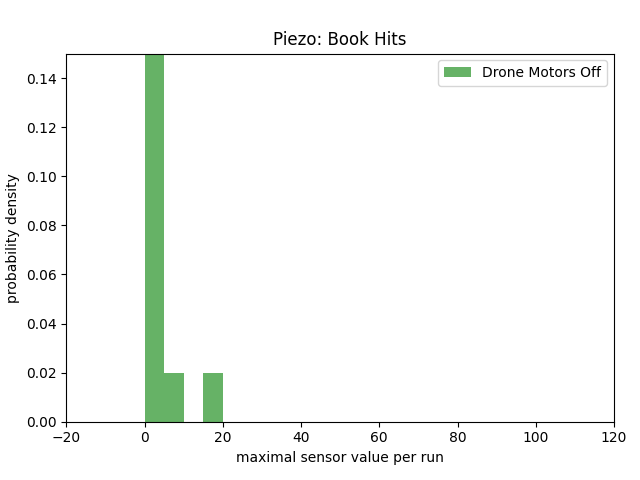 Piezo: Book Hits
Drone Motors Off
probability density
0.14
0.12
0.10
0.08
0.06
0.04
0.02
0.00
−20 0 20 40 60 80 100 120
maximal sensor value per run